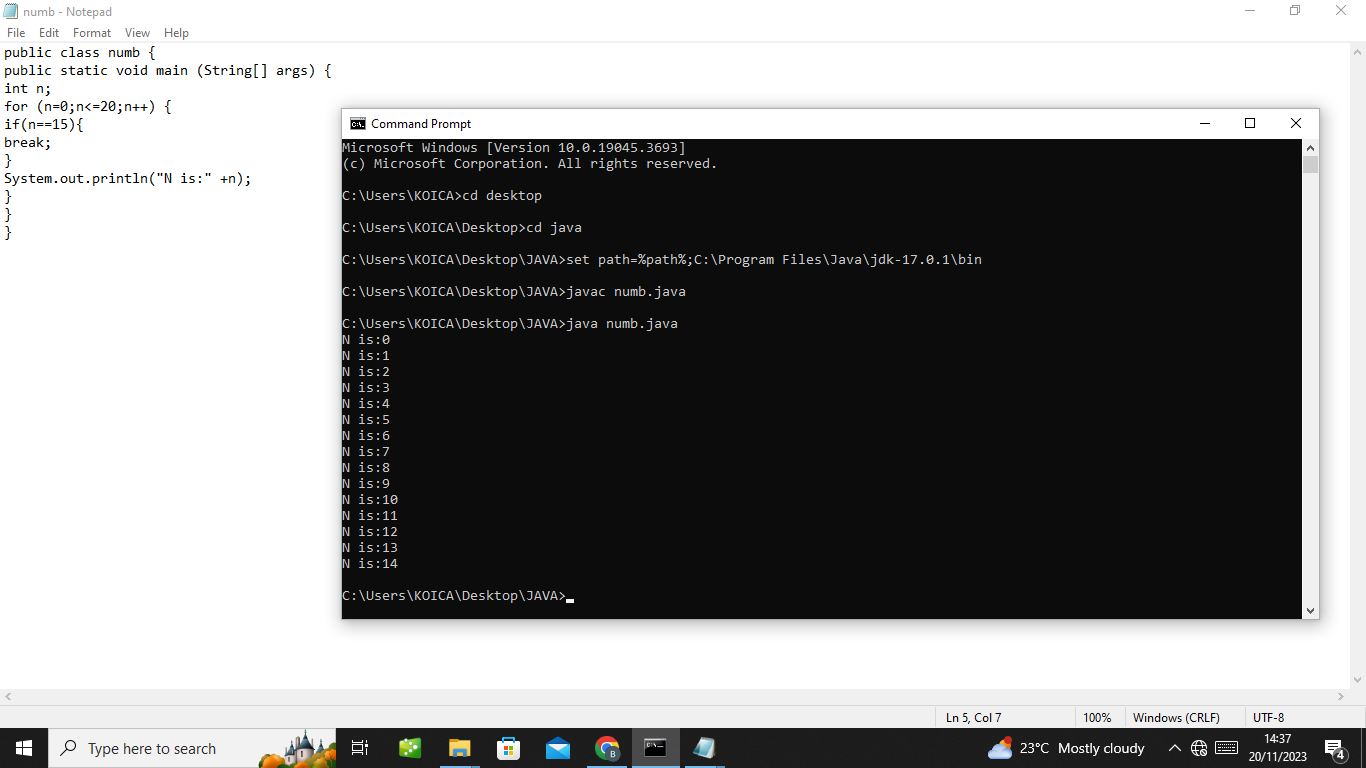 numb - Notepad
File Edit Format View Help
public class numb {
public static void main (String[] args) {
int n;
for (n=0;n<=20;n++) {
if(n==15){
break;
}
System.out.println("N is:" +n);
}
}
}
Command Prompt
Microsoft Windows [Version 10.0.19045.3693]
(c) Microsoft Corporation. All rights reserved.
C:\Users\KOICA>cd desktop
C:\Users\KOICA\Desktop>cd java
C:\Users\KOICA\Desktop\JAVA>set path=%path%;C:\Program Files\Java\jdk-17.0.1\bin
C:\Users\KOICA\Desktop\JAVA>javac numb.java
C:\Users\KOICA\Desktop\JAVA>java numb.java
N is:0
N is:1
N is:2
N is:3
N is:4
N is:5
N is:6
N is:7
N is:8
N is:9
N is:10
N is:11
N is:12
N is:13
N is:14
C:\Users\KOICA\Desktop\JAVA>
Ln 5, Col 7 100% Windows (CRLF) UTF-8
Type here to search
B
23°C Mostly cloudy
14:37
20/11/2023
4